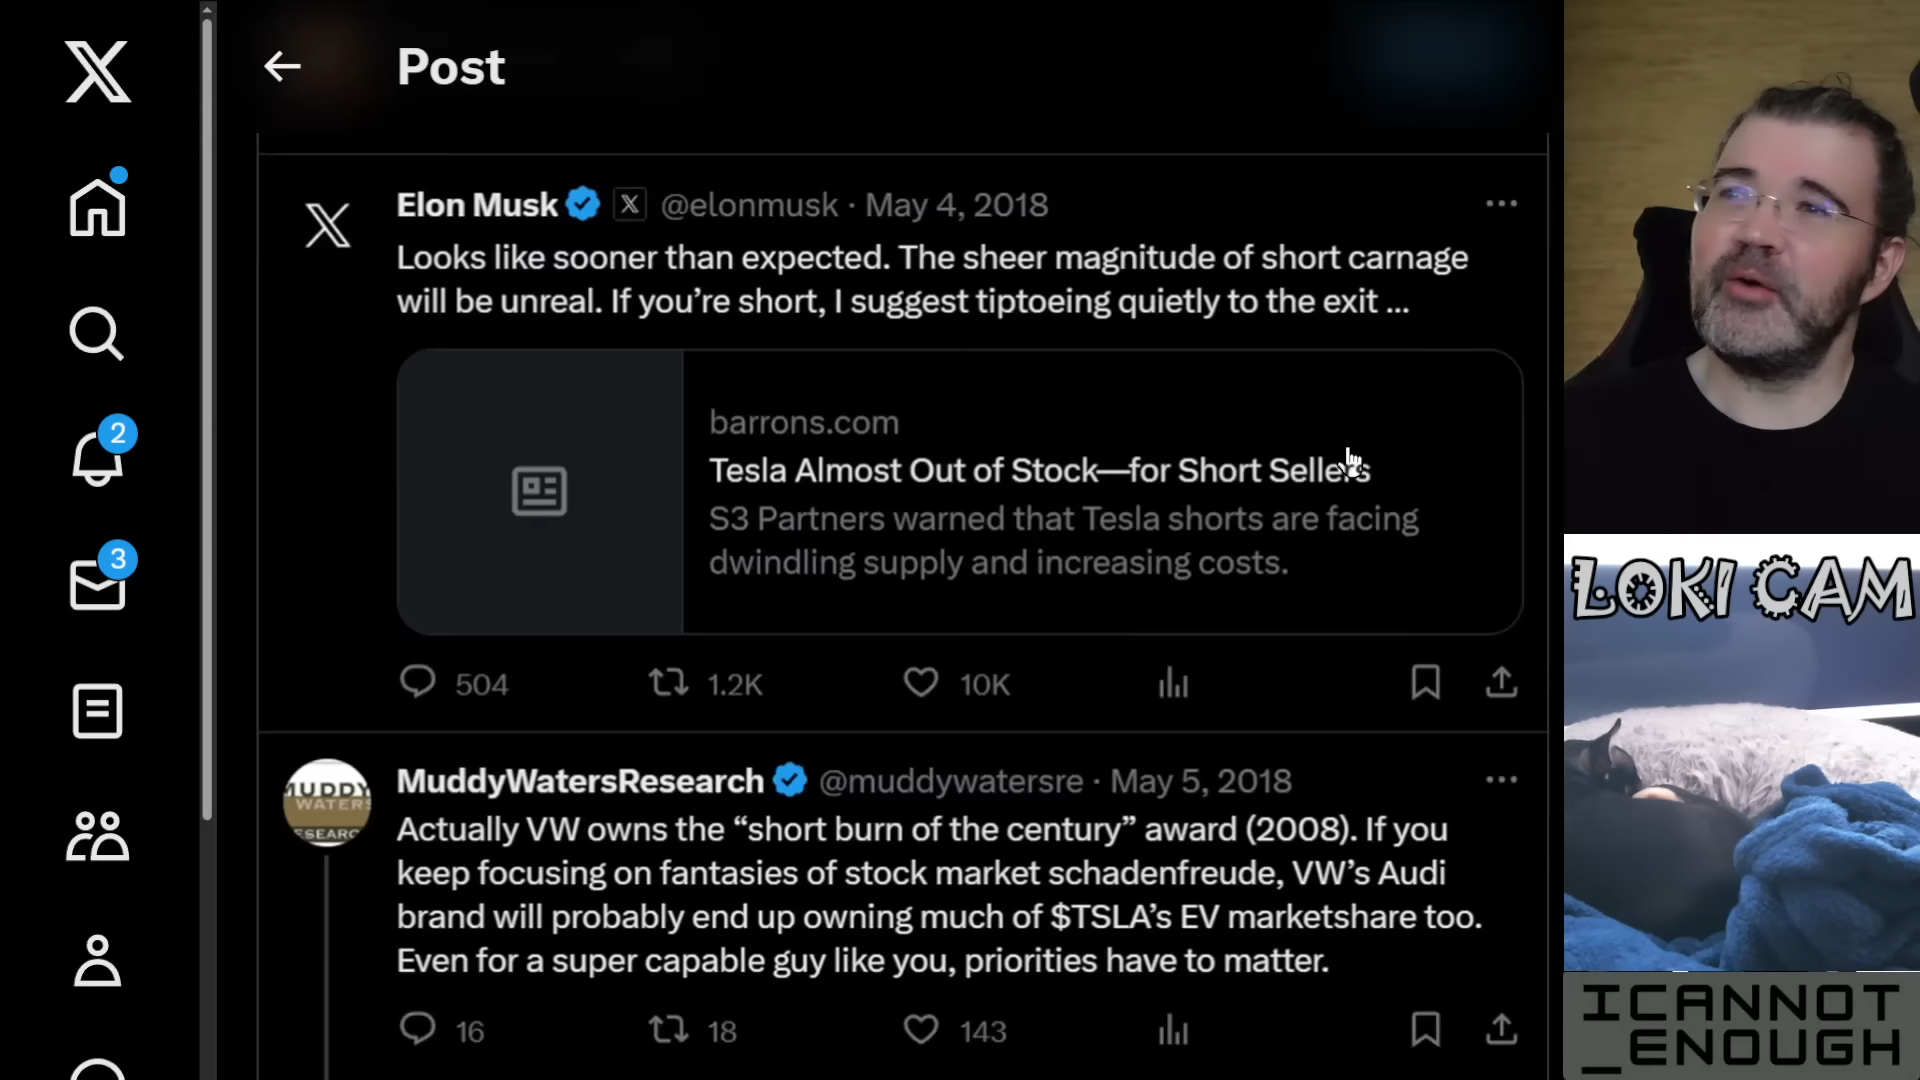 Post
Elon Musk @elonmusk · May 4, 2018
Looks like sooner than expected. The sheer magnitude of short carnage
will be unreal. If you’re short, I suggest tiptoeing quietly to the exit ...
barrons.com
Tesla Almost Out of Stock—for Short Sellers
S3 Partners warned that Tesla shorts are facing
dwindling supply and increasing costs.
504 1.2K 10K
2
3
MUDDY
WATERS
RESEARC
MuddyWatersResearch @muddywatersre · May 5, 2018
Actually VW owns the “short burn of the century” award (2008). If you
keep focusing on fantasies of stock market schadenfreude, VW’s Audi
brand will probably end up owning much of $TSLA’s EV marketshare too.
Even for a super capable guy like you, priorities have to matter.
16 18 143
LOKI CAM
ICANNOT
_ENOUGH